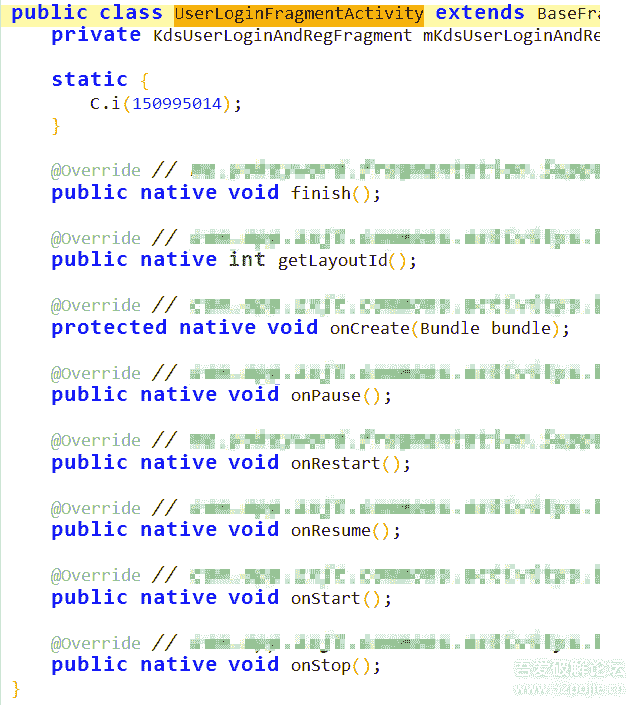 public class UserLoginFragmentActivity extends BaseFra
private KdsUserLoginAndRegFragment mKdsUserLoginAndRe
static {
C.i(150995014);
}
@Override //
public native void finish();
@Override //
public native int getLayoutId();
@Override //
protected native void onCreate(Bundle bundle);
@Override //
public native void onPause();
@Override //
public native void onRestart();
@Override //
public native void onResume();
@Override //
public native void onStart();
@Override //
public native void onStop();
}
吾爱破解论坛
www.52pojie.cn